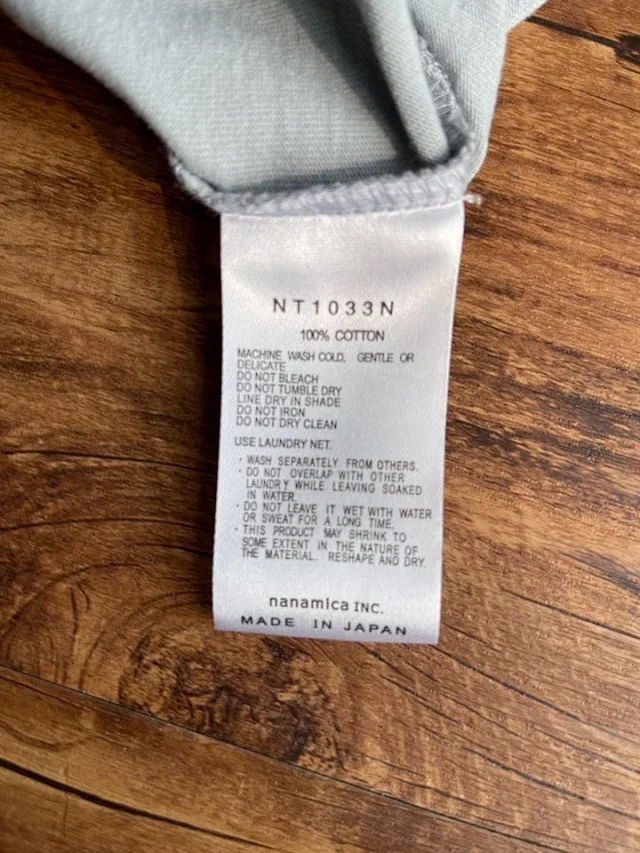 NT1033N
100% COTTON
MACHINE WASH COLD, GENTLE OR
DELICATE
DO NOT BLEACH
DO NOT TUMBLE DRY
LINE DRY IN SHADE
DO NOT IRON
DO NOT DRY CLEAN
USE LAUNDRY NET.
・WASH SEPARATELY FROM OTHERS.
・DO NOT OVERLAP WITH OTHER
LAUNDRY WHILE LEAVING SOAKED
IN WATER.
・DO NOT LEAVE IT WET WITH WATER
OR SWEAT FOR A LONG TIME.
・THIS PRODUCT MAY SHRINK TO
SOME EXTENT IN THE NATURE OF
THE MATERIAL. RESHAPE AND DRY.
nanamica INC.
MADE IN JAPAN